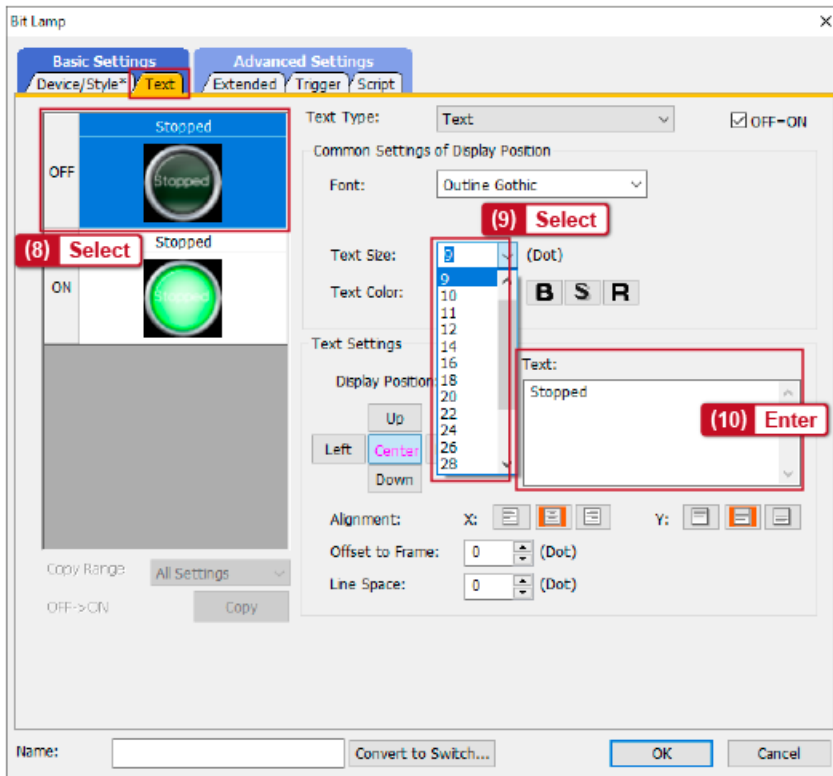 Bit Lamp
Basic Settings
Advanced Settings
Device/Style*
Text
Extended
Trigger
Script
OFF
Stopped
Stopped
(8) Select
ON
Stopped
Stopped
Text Type:
Text
OFF=ON
Common Settings of Display Position
Font:
Outline Gothic
(9) Select
Text Size:
9
(Dot)
Text Color:
B S R
9
10
11
12
14
16
18
20
22
24
26
28
Text Settings
Display Position:
Up
Left
Center
Down
Text:
Stopped
(10) Enter
Alignment:
X:
Y:
Offset to Frame:
0
(Dot)
Line Space:
0
(Dot)
Copy Range
All Settings
OFF->ON
Copy
Name:
Convert to Switch...
OK
Cancel